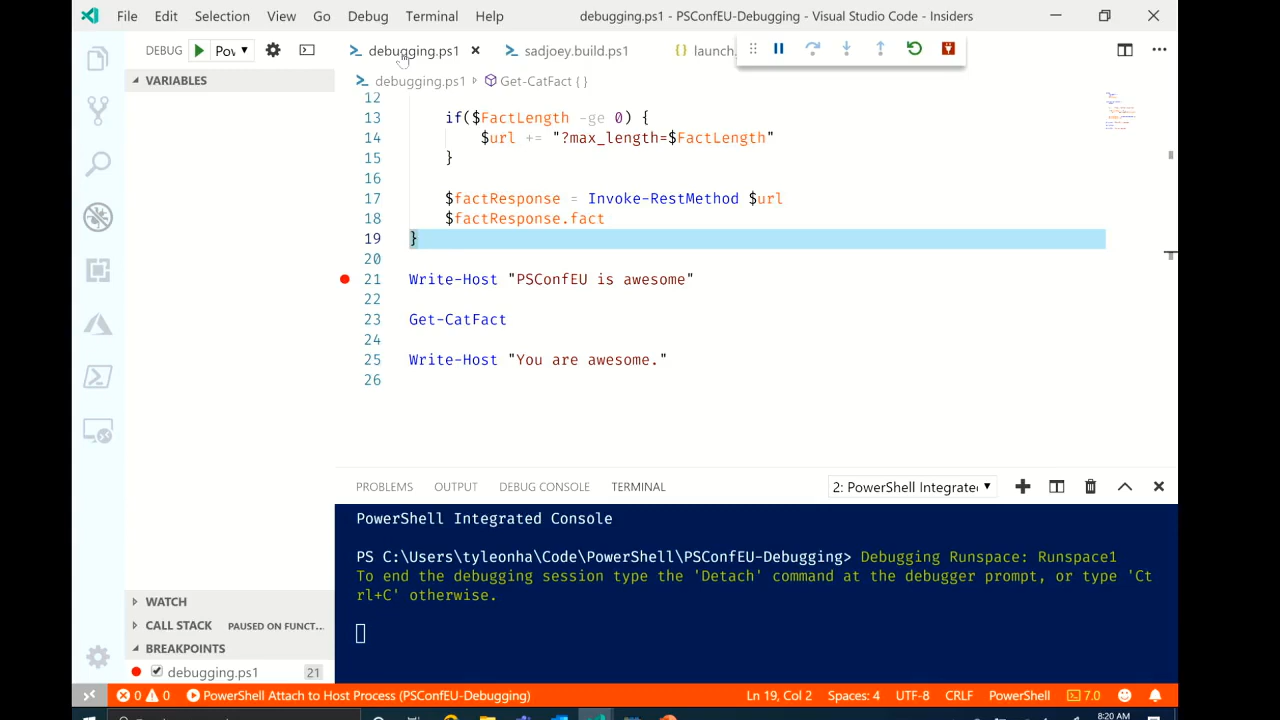 File Edit Selection View Go Debug Terminal Help debugging.ps1 - PSConfEU-Debugging - Visual Studio Code - Insiders
DEBUG Pov debugging.ps1 sadjoey.build.ps1 {} launch.
VARIABLES
debugging.ps1 Get-CatFact { }
12
13 if($FactLength -ge 0) {
14 $url += "?max_length=$FactLength"
15 }
16
17 $factResponse = Invoke-RestMethod $url
18 $factResponse.fact
19 }
20
21 Write-Host "PSConfEU is awesome"
22
23 Get-CatFact
24
25 Write-Host "You are awesome."
26
PROBLEMS OUTPUT DEBUG CONSOLE TERMINAL 2: PowerShell Integrate
PowerShell Integrated Console
PS C:\Users\tyleonha\Code\PowerShell\PSConfEU-Debugging> Debugging Runspace: Runspace1
To end the debugging session type the 'Detach' command at the debugger prompt, or type 'Ct
rl+C' otherwise.
WATCH
CALL STACK PAUSED ON FUNCT...
BREAKPOINTS
debugging.ps1 21
0 0 PowerShell Attach to Host Process (PSConfEU-Debugging) Ln 19, Col 2 Spaces: 4 UTF-8 CRLF PowerShell 7.0
8:20 AM